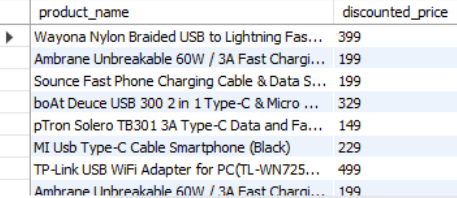 product_name discounted_price
Wayona Nylon Braided USB to Lightning Fas... 399
Ambrane Unbreakable 60W / 3A Fast Chargi... 199
Sounce Fast Phone Charging Cable & Data S... 199
boAt Deuce USB 300 2 in 1 Type-C & Micro ... 329
pTron Solero TB301 3A Type-C Data and Fa... 149
MI Usb Type-C Cable Smartphone (Black) 229
TP-Link USB WiFi Adapter for PC(TL-WN725... 499
Ambrane Unbreakable 60W / 3A Fast Chargi... 199